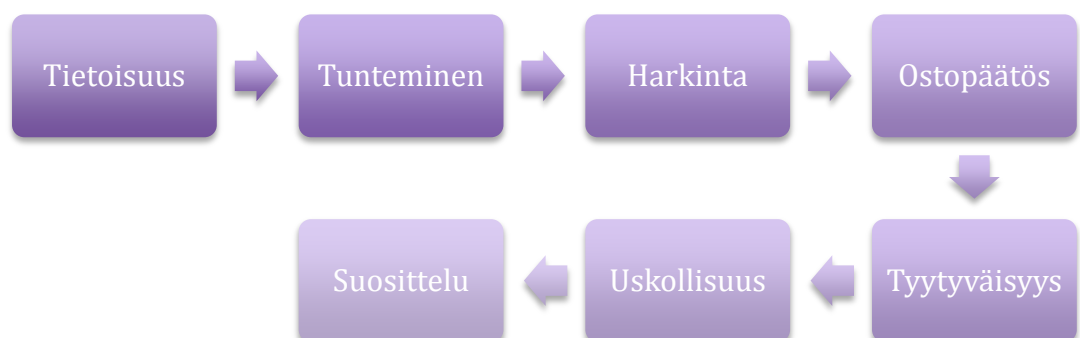 Tietoisuus
Tunteminen
Harkinta
Ostopäätös
Tyytyväisyys
Uskollisuus
Suosittelu